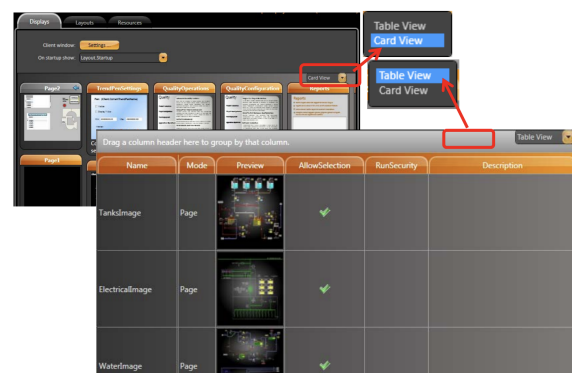 Displays
Layouts
Resources
Client window:
Settings ...
On startup show:
Layout.Startup
Card View
Table View
Card View
Table View
Card View
Page2
TrendPenSettings
QualityOperations
QualityConfiguration
Reports
Page1
Drag a column header here to group by that column.
Table View
Name
Mode
Preview
AllowSelection
RunSecurity
Description
TanksImage
Page
ElectricalImage
Page
WaterImage
Page